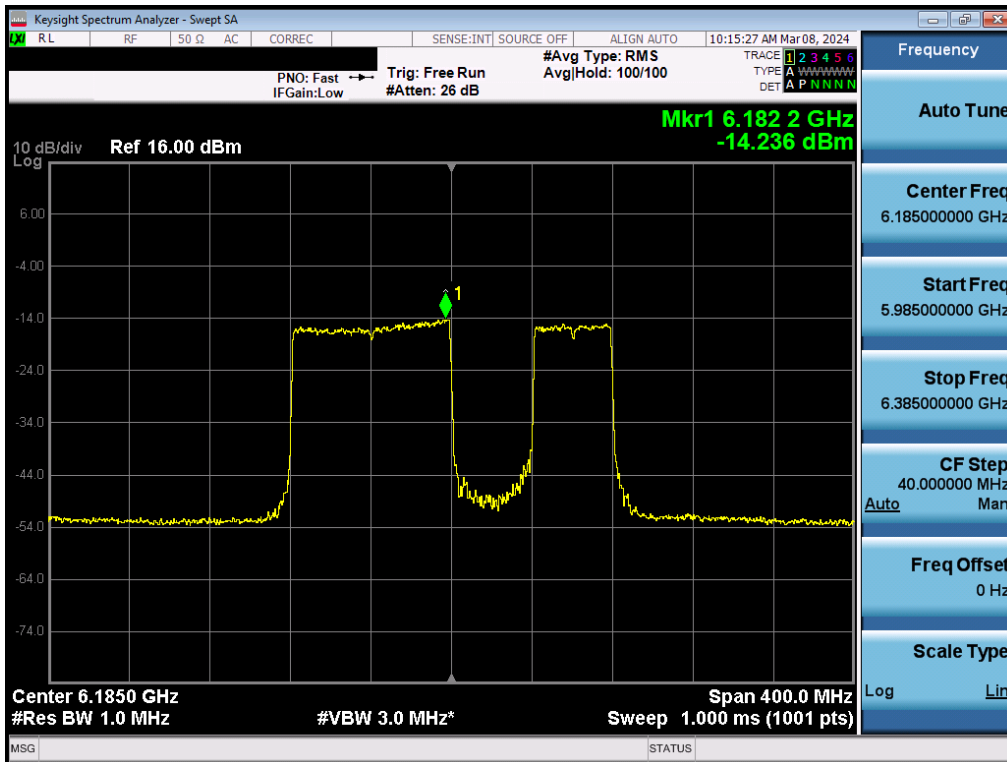 Keysight Spectrum Analyzer - Swept SA
LXI RL RF 50 Ω AC CORREC SENSE:INT SOURCE OFF ALIGN AUTO 10:15:27 AM Mar 08, 2024
PNO: Fast
IFGain:Low
Trig: Free Run
#Atten: 26 dB
#Avg Type: RMS
Avg|Hold: 100/100
TRACE 1 2 3 4 5 6
TYPE A WWWWW
DET A P N N N N
Mkr1 6.182 2 GHz
-14.236 dBm
10 dB/div Ref 16.00 dBm
Log
6.00
-4.00
1
-14.0
-24.0
-34.0
-44.0
-54.0
-64.0
-74.0
Center 6.1850 GHz Span 400.0 MHz
#Res BW 1.0 MHz #VBW 3.0 MHz* Sweep 1.000 ms (1001 pts)
MSG STATUS
Frequency
Auto Tune
Center Freq
6.185000000 GHz
Start Freq
5.985000000 GHz
Stop Freq
6.385000000 GHz
CF Step
40.000000 MHz
Auto Man
Freq Offset
0 Hz
Scale Type
Log Lin